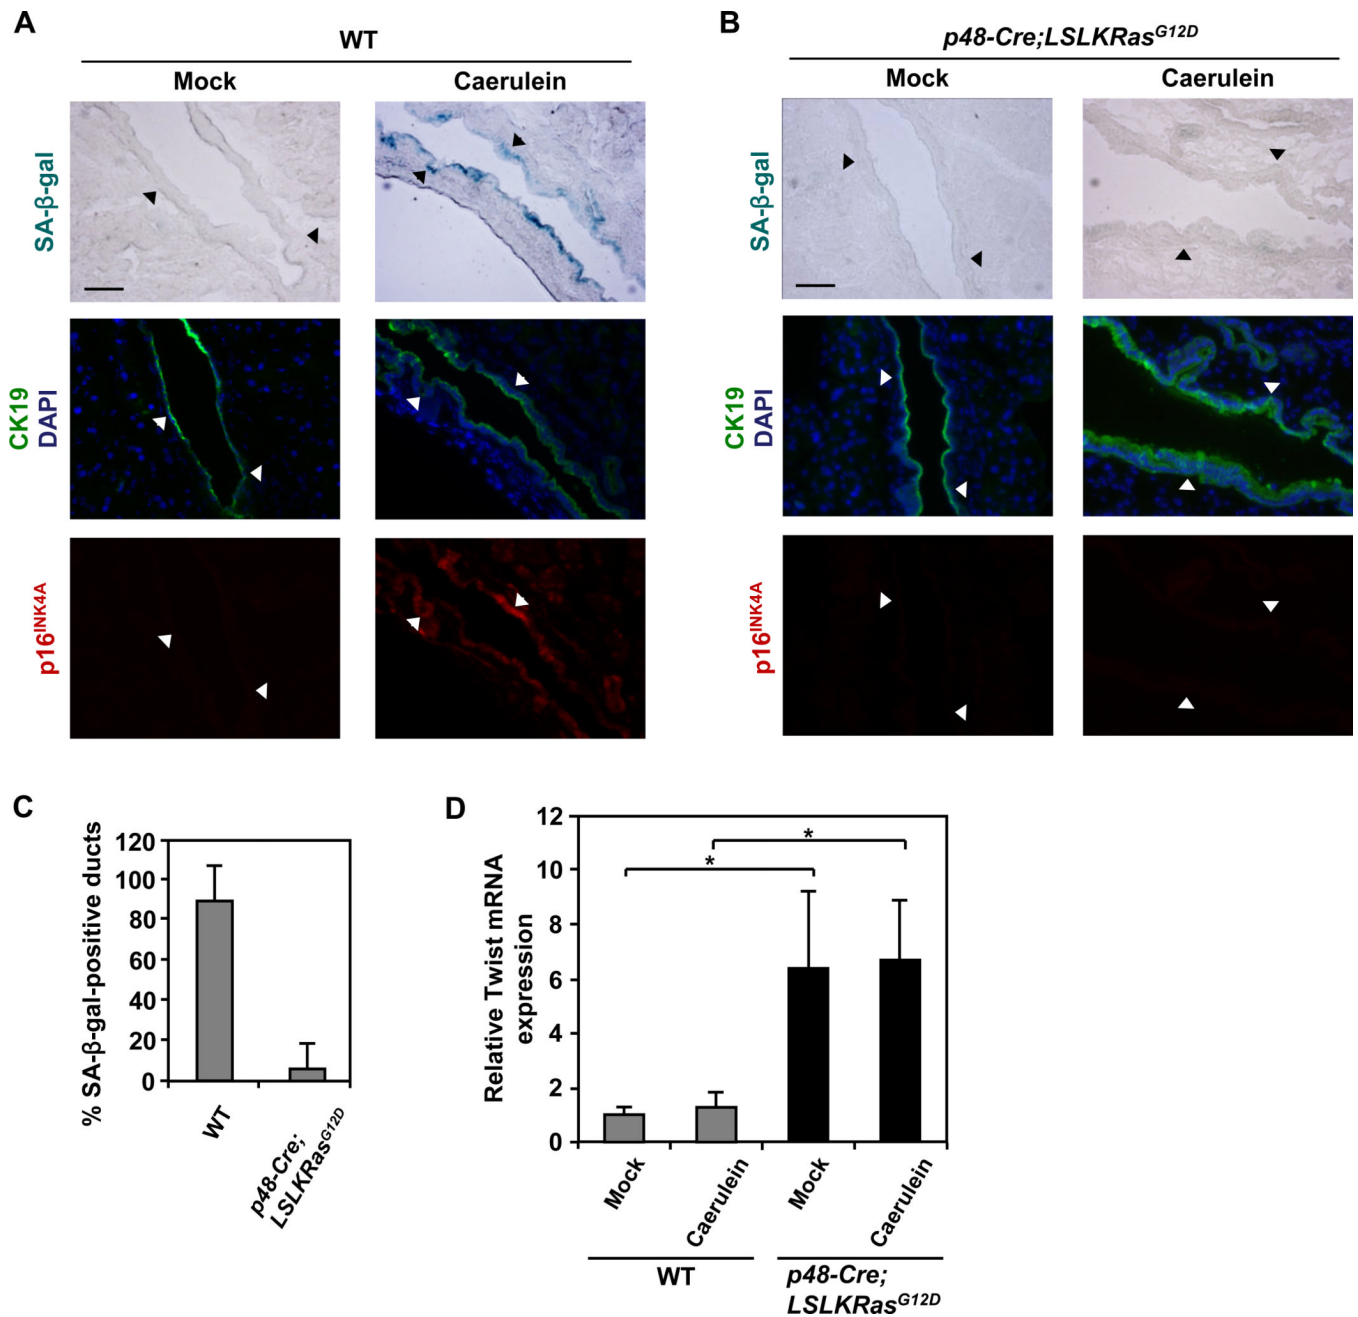 A
WT
Mock
Caerulein
SA-β-gal
CK19
DAPI
p16INK4A
B
p48-Cre;LSLKRasG12D
Mock
Caerulein
SA-β-gal
CK19
DAPI
p16INK4A
C
% SA-β-gal-positive ducts
120
100
80
60
40
20
0
WT
p48-Cre;
LSLKRasG12D
D
Relative Twist mRNA
expression
12
10
8
6
4
2
0
*
*
Mock
Caerulein
Mock
Caerulein
WT
p48-Cre;
LSLKRasG12D